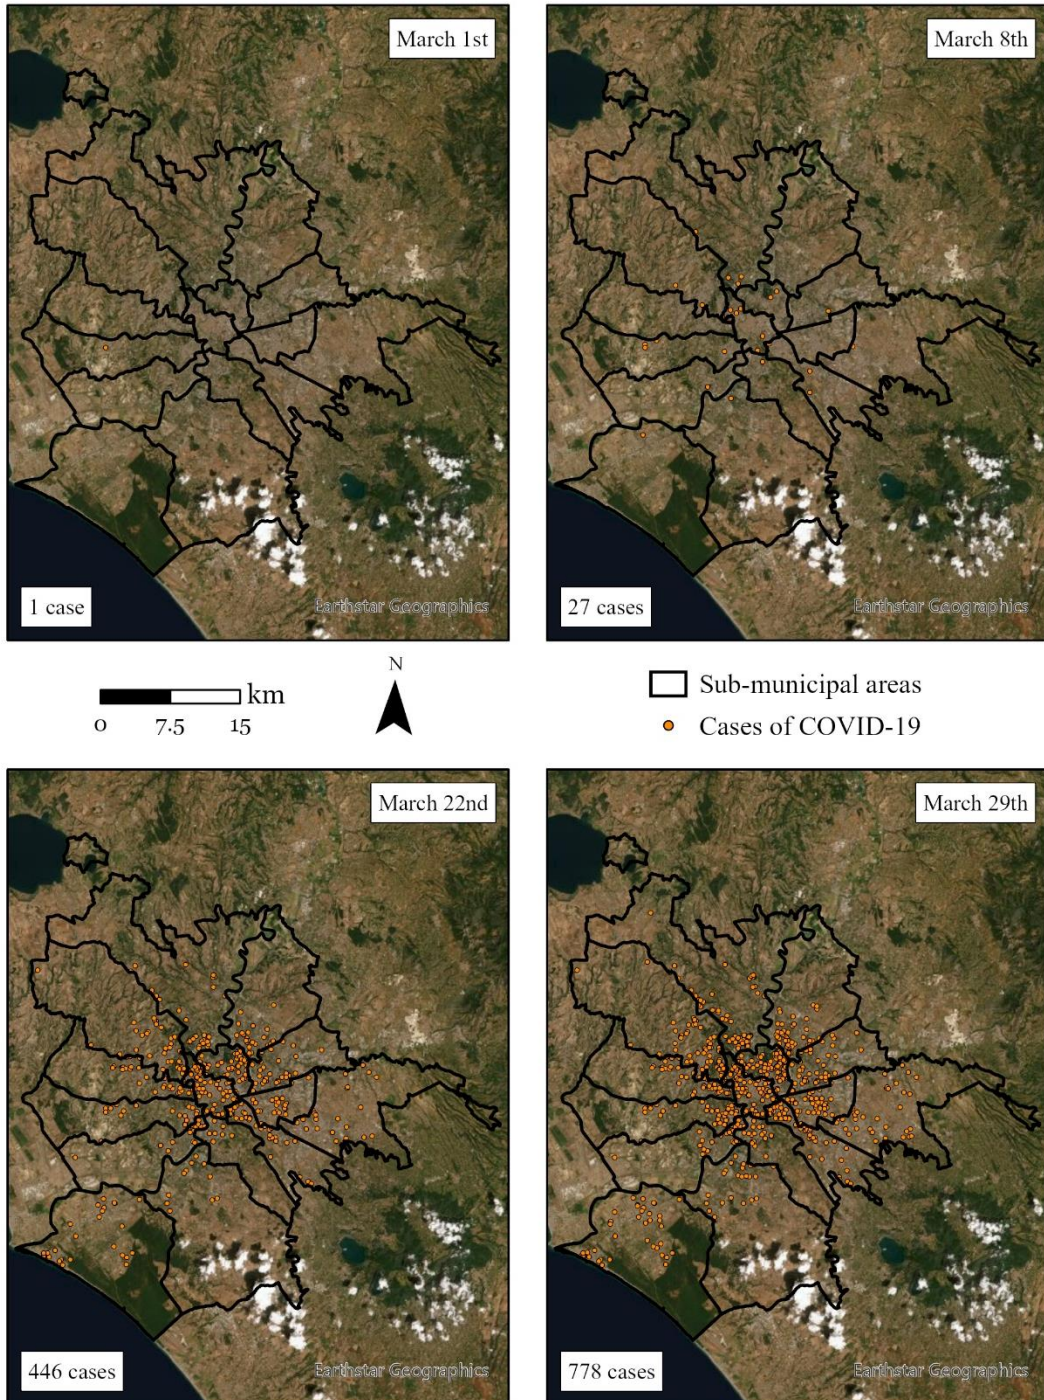 March 1st
March 8th
1 case
Earthstar Geographics
27 cases
Earthstar Geographics
N
km
0 7.5 15
Sub-municipal areas
Cases of COVID-19
March 22nd
March 29th
446 cases
Earthstar Geographics
778 cases
Earthstar Geographics